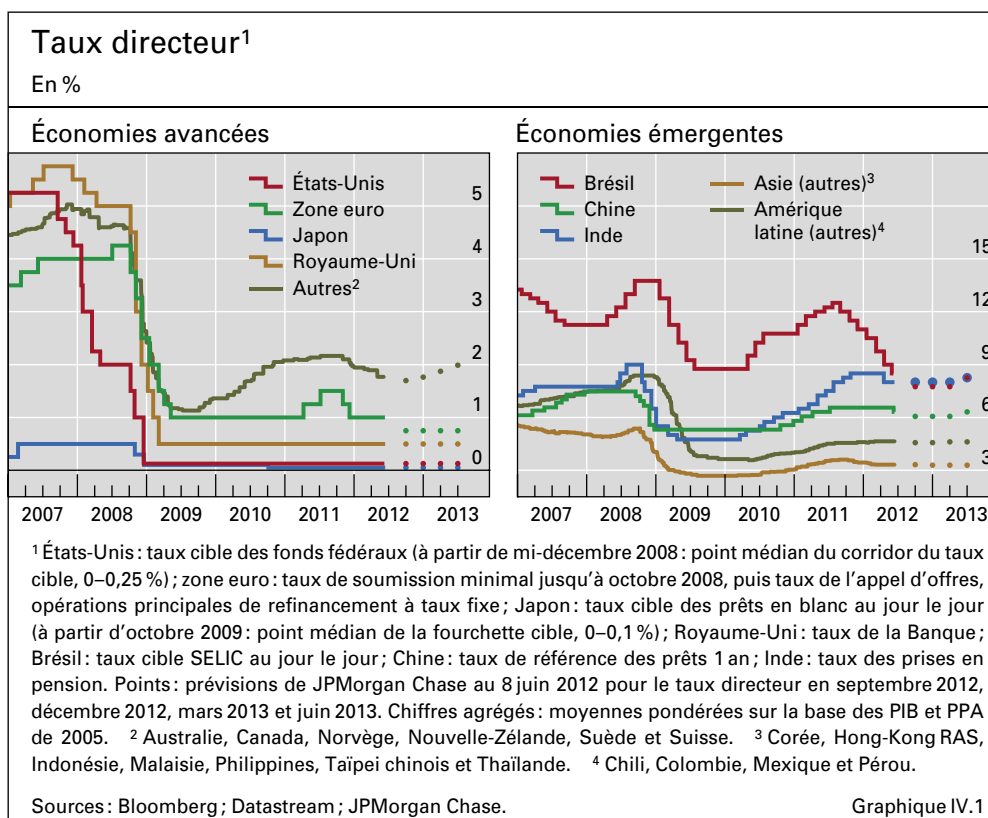 Taux directeur¹
En %
Économies avancées
États-Unis
Zone euro
Japon
Royaume-Uni
Autres²
5
4
3
2
1
0
2007 2008 2009 2010 2011 2012 2013
Économies émergentes
Brésil
Chine
Inde
Asie (autres)³
Amérique
latine (autres)⁴
15
12
9
6
3
2007 2008 2009 2010 2011 2012 2013
¹ États-Unis : taux cible des fonds fédéraux (à partir de mi-décembre 2008 : point médian du corridor du taux
cible, 0–0,25 %) ; zone euro : taux de soumission minimal jusqu’à octobre 2008, puis taux de l’appel d’offres,
opérations principales de refinancement à taux fixe ; Japon : taux cible des prêts en blanc au jour le jour
(à partir d’octobre 2009 : point médian de la fourchette cible, 0–0,1 %) ; Royaume-Uni : taux de la Banque ;
Brésil : taux cible SELIC au jour le jour ; Chine : taux de référence des prêts 1 an ; Inde : taux des prises en
pension. Points : prévisions de JPMorgan Chase au 8 juin 2012 pour le taux directeur en septembre 2012,
décembre 2012, mars 2013 et juin 2013. Chiffres agrégés : moyennes pondérées sur la base des PIB et PPA
de 2005. ² Australie, Canada, Norvège, Nouvelle-Zélande, Suède et Suisse. ³ Corée, Hong-Kong RAS,
Indonésie, Malaisie, Philippines, Taïpei chinois et Thaïlande. ⁴ Chili, Colombie, Mexique et Pérou.
Sources : Bloomberg ; Datastream ; JPMorgan Chase. Graphique IV.1